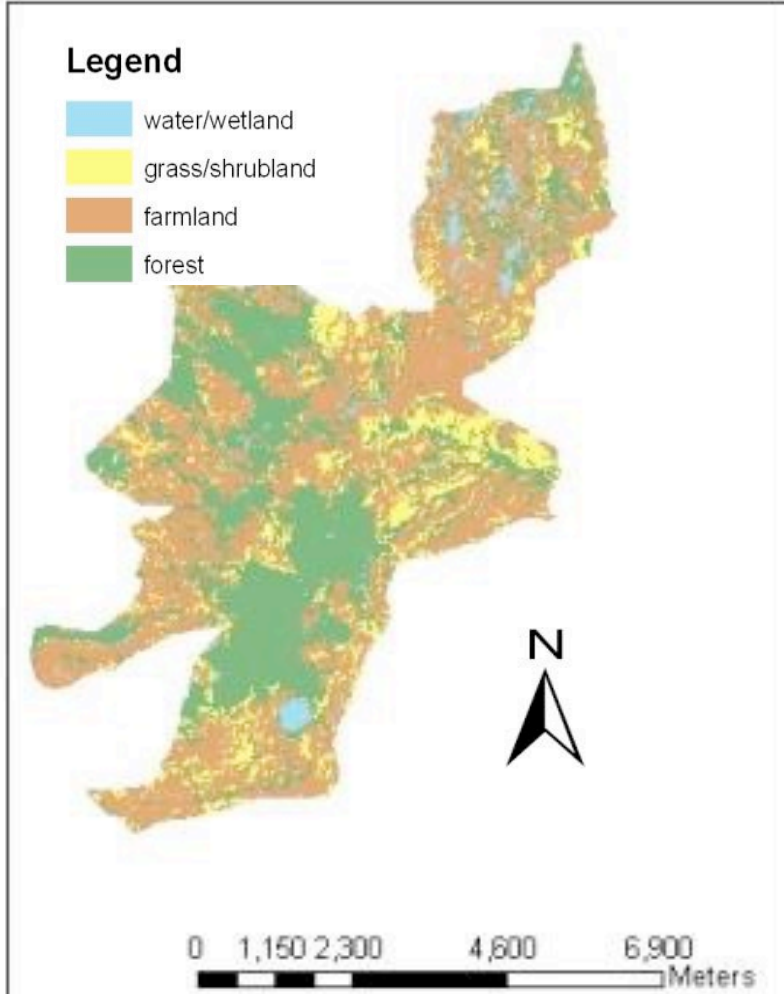 Legend
water/wetland
grass/shrubland
farmland
forest
N
0 1,150 2,300 4,600 6,900
Meters